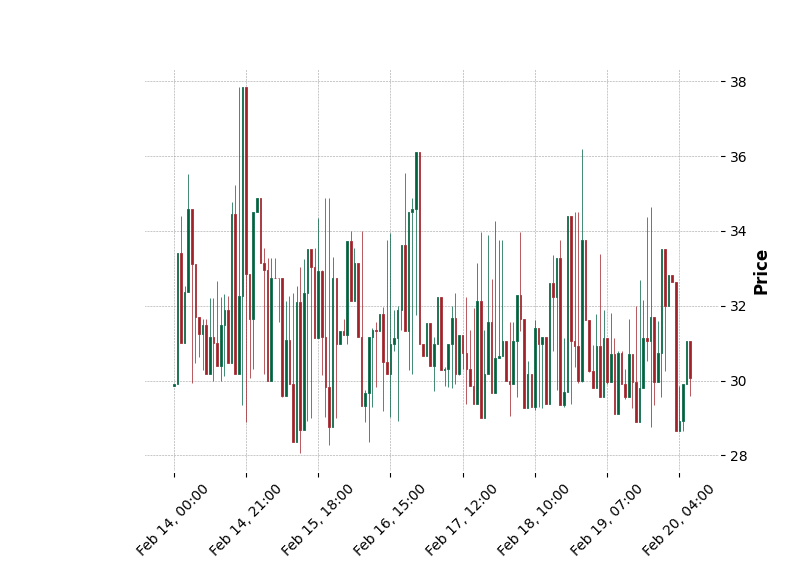 38
36
34
32
30
28
Price
Feb 14, 00:00
Feb 14, 21:00
Feb 15, 18:00
Feb 16, 15:00
Feb 17, 12:00
Feb 18, 10:00
Feb 19, 07:00
Feb 20, 04:00